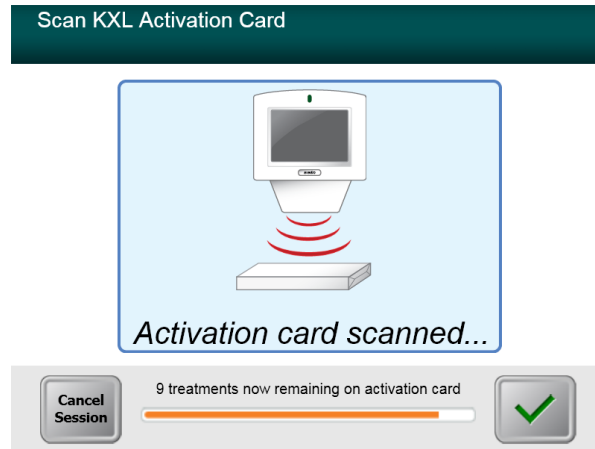 Scan KXL Activation Card
Activation card scanned...
Cancel
Session
9 treatments now remaining on activation card